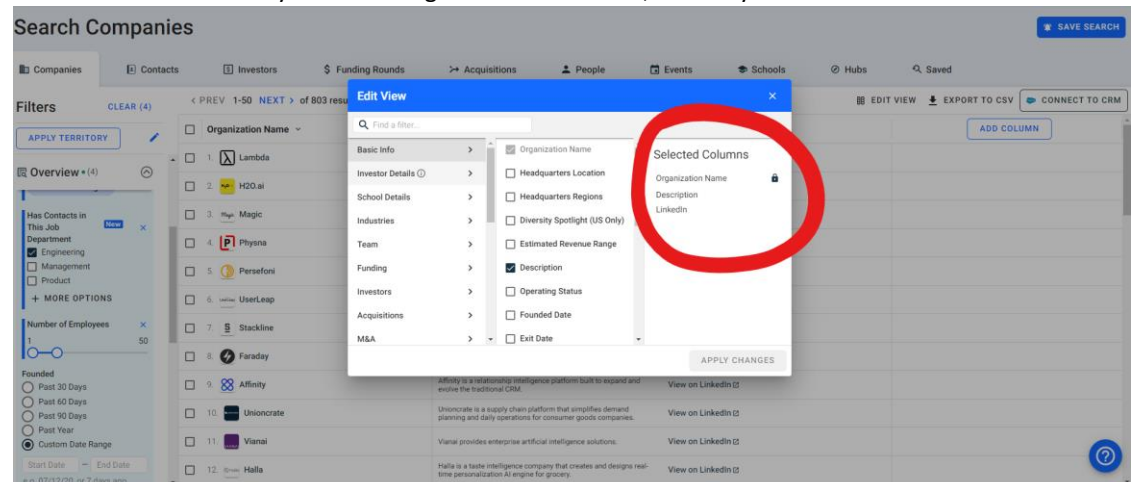 Search Companies
SAVE SEARCH
Companies
Contacts
Investors
Funding Rounds
Acquisitions
People
Events
Schools
Hubs
Saved
Filters
CLEAR (4)
< PREV 1-50 NEXT > of 803 resu
Edit View
EDIT VIEW
EXPORT TO CSV
CONNECT TO CRM
APPLY TERRITORY
Organization Name
ADD COLUMN
Overview • (4)
Has Contacts in
This Job
Department
New
Engineering
Management
Product
+ MORE OPTIONS
Number of Employees
1
50
Founded
Past 30 Days
Past 60 Days
Past 90 Days
Past Year
Custom Date Range
Start Date — End Date
1. Lambda
2. H2O.ai
3. Magic
4. Physna
5. Persefoni
6. UserLeap
7. Stackline
8. Faraday
9. Affinity
Affinity is a relationship intelligence platform built to expand and
evolve the traditional CRM.
View on LinkedIn
10. Unioncrate
Unioncrate is a supply chain platform that simplifies demand
planning and daily operations for consumer goods companies.
View on LinkedIn
11. Vianai
Vianai provides enterprise artificial intelligence solutions.
View on LinkedIn
12. Halla
Halla is a taste intelligence company that creates and designs real-
time personalization AI engine for grocery.
View on LinkedIn
Find a filter...
Basic Info
Investor Details
School Details
Industries
Team
Funding
Investors
Acquisitions
M&A
Organization Name
Headquarters Location
Headquarters Regions
Diversity Spotlight (US Only)
Estimated Revenue Range
Description
Operating Status
Founded Date
Exit Date
Selected Columns
Organization Name
Description
LinkedIn
APPLY CHANGES